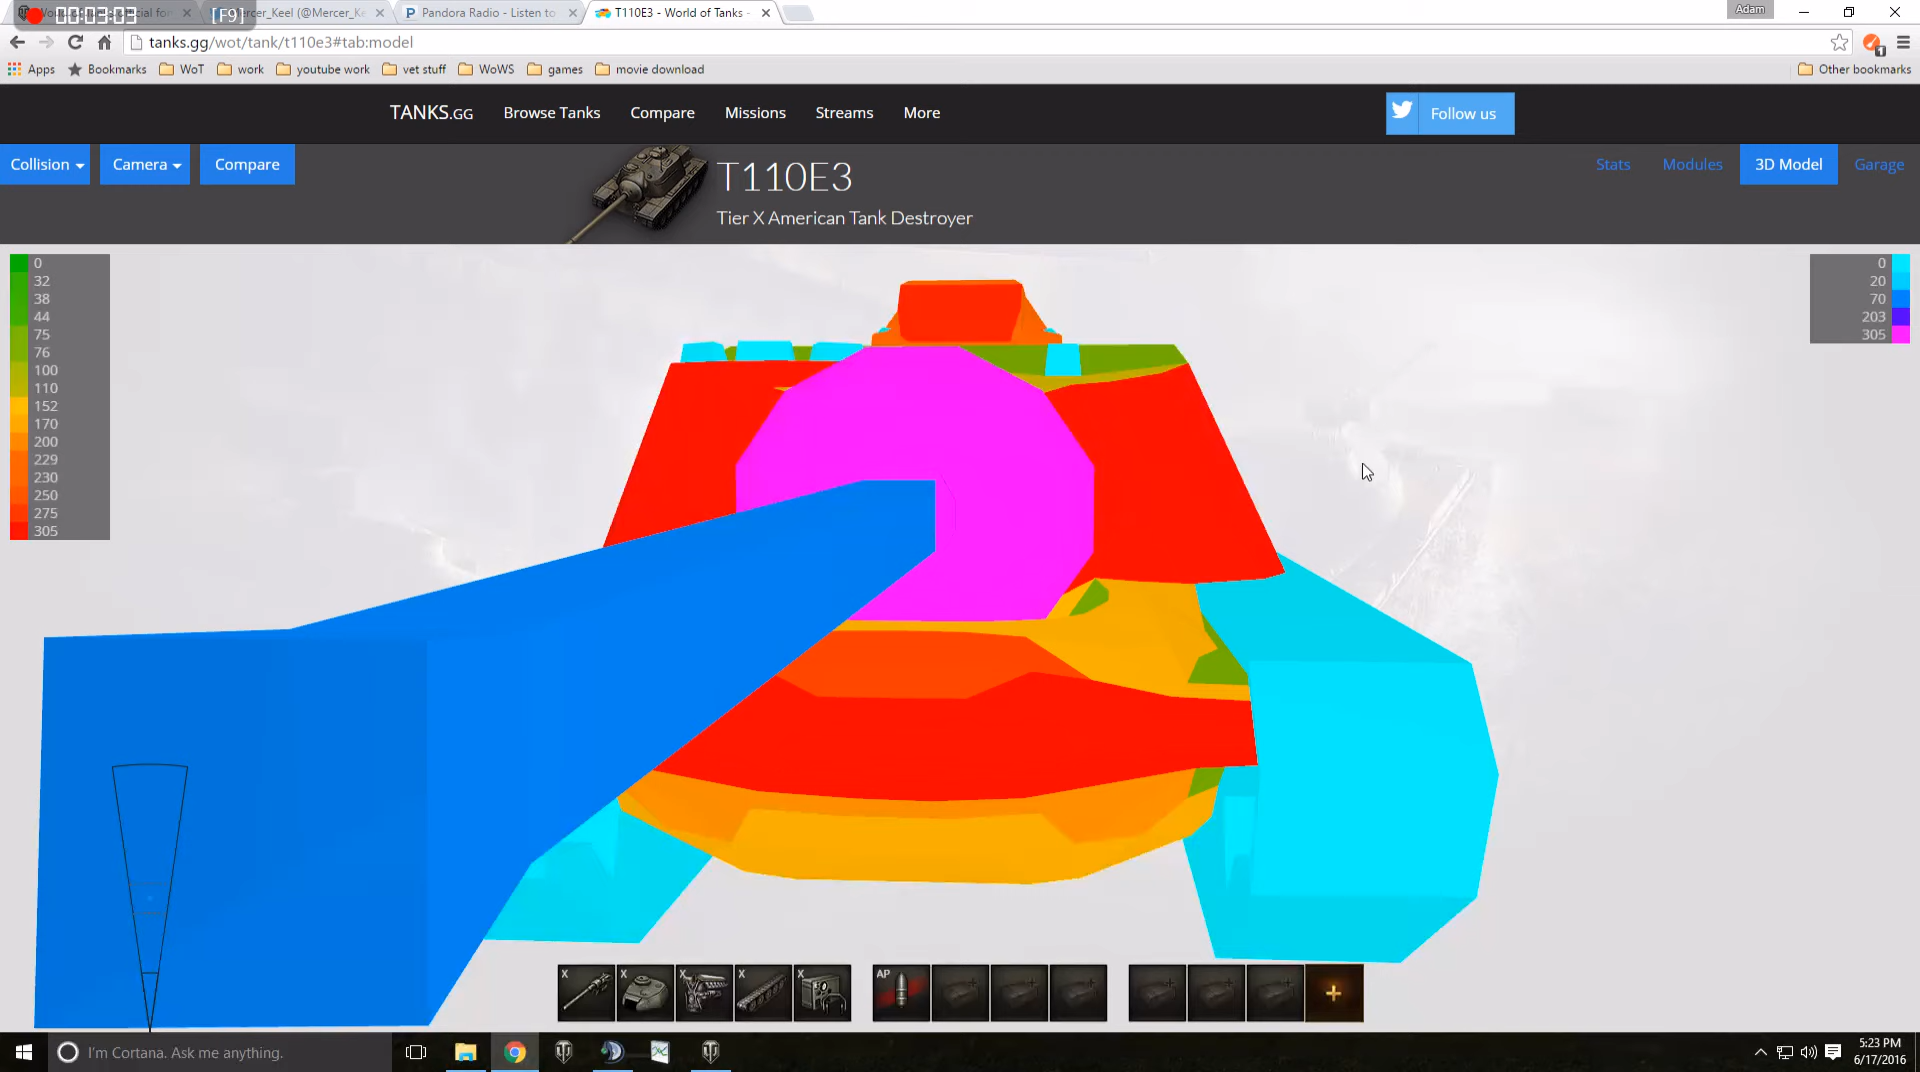 00:03:03 [F9]
Mercer_Keel (@Mercer_Ke
Pandora Radio - Listen to
T110E3 - World of Tanks -
Adam
tanks.gg/wot/tank/t110e3#tab:model
1
Apps Bookmarks WoT work youtube work vet stuff WoWS games movie download Other bookmarks
TANKS.GG Browse Tanks Compare Missions Streams More Follow us
Collision Camera Compare
T110E3
Tier X American Tank Destroyer
Stats Modules 3D Model Garage
0
32
38
44
75
76
100
110
152
170
200
229
230
250
275
305
0
20
70
203
305
X X X X X AP
I'm Cortana. Ask me anything.
5:23 PM
6/17/2016